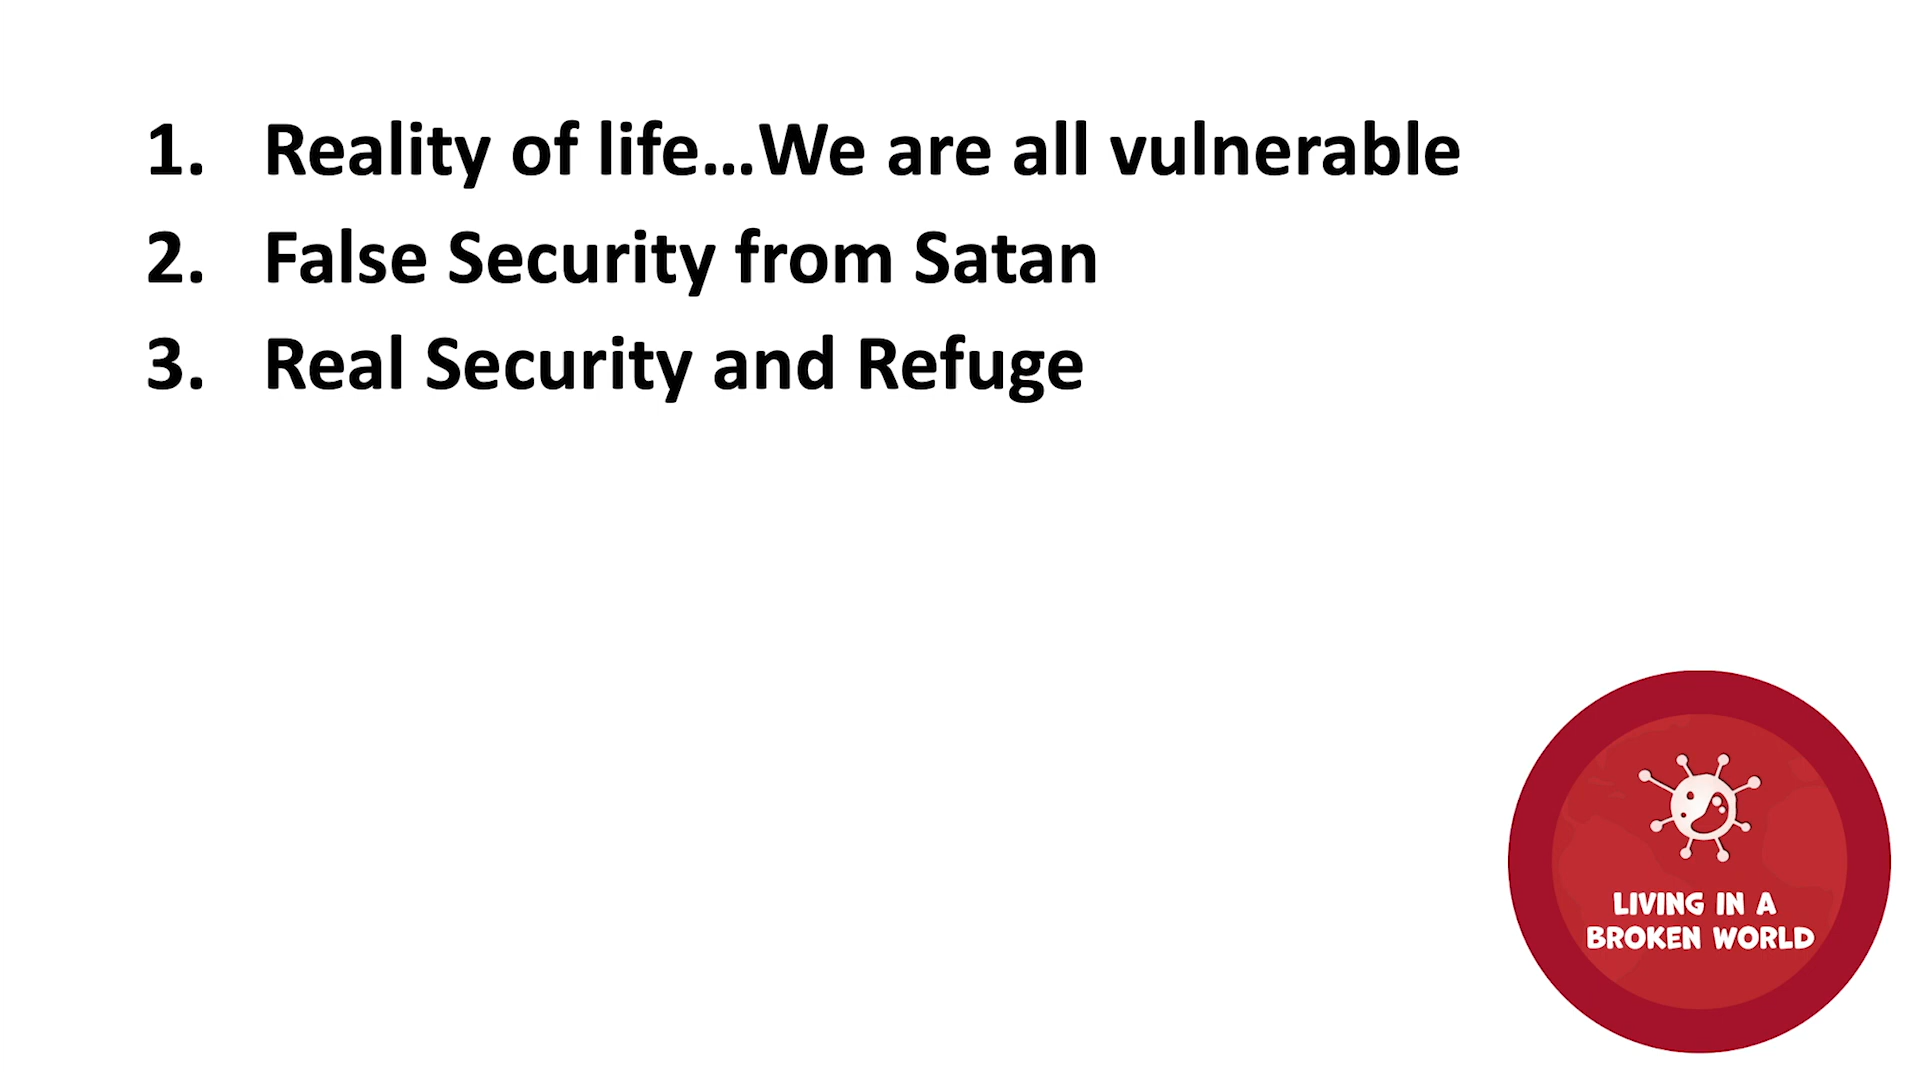 1. Reality of life...We are all vulnerable
2. False Security from Satan
3. Real Security and Refuge
LIVING IN A
BROKEN WORLD